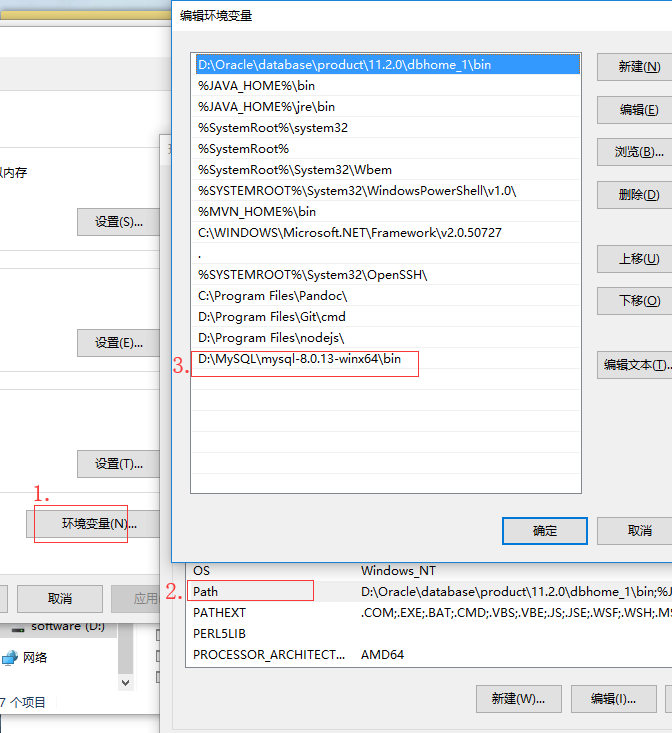 编辑环境变量
D:\Oracle\database\product\11.2.0\dbhome_1\bin
%JAVA_HOME%\bin
%JAVA_HOME%\jre\bin
%SystemRoot%\system32
%SystemRoot%
%SystemRoot%\System32\Wbem
%SYSTEMROOT%\System32\WindowsPowerShell\v1.0\
%MVN_HOME%\bin
C:\WINDOWS\Microsoft.NET\Framework\v2.0.50727
.
%SYSTEMROOT%\System32\OpenSSH\
C:\Program Files\Pandoc\
D:\Program Files\Git\cmd
D:\Program Files\nodejs\
3.
D:\MySQL\mysql-8.0.13-winx64\bin
新建(N)
编辑(E)
浏览(B)...
删除(D)
上移(U)
下移(O)
编辑文本(T)...
确定
取消
内存
设置(S)...
设置(E)...
设置(T)...
1.
环境变量(N)...
取消
应用
software (D:)
网络
7 个项目
OS Windows_NT
2.
Path D:\Oracle\database\product\11.2.0\dbhome_1\bin;%J
PATHEXT .COM;.EXE;.BAT;.CMD;.VBS;.VBE;.JS;.JSE;.WSF;.WSH;.MS
PERL5LIB
PROCESSOR_ARCHITECT... AMD64
新建(W)...
编辑(I)...